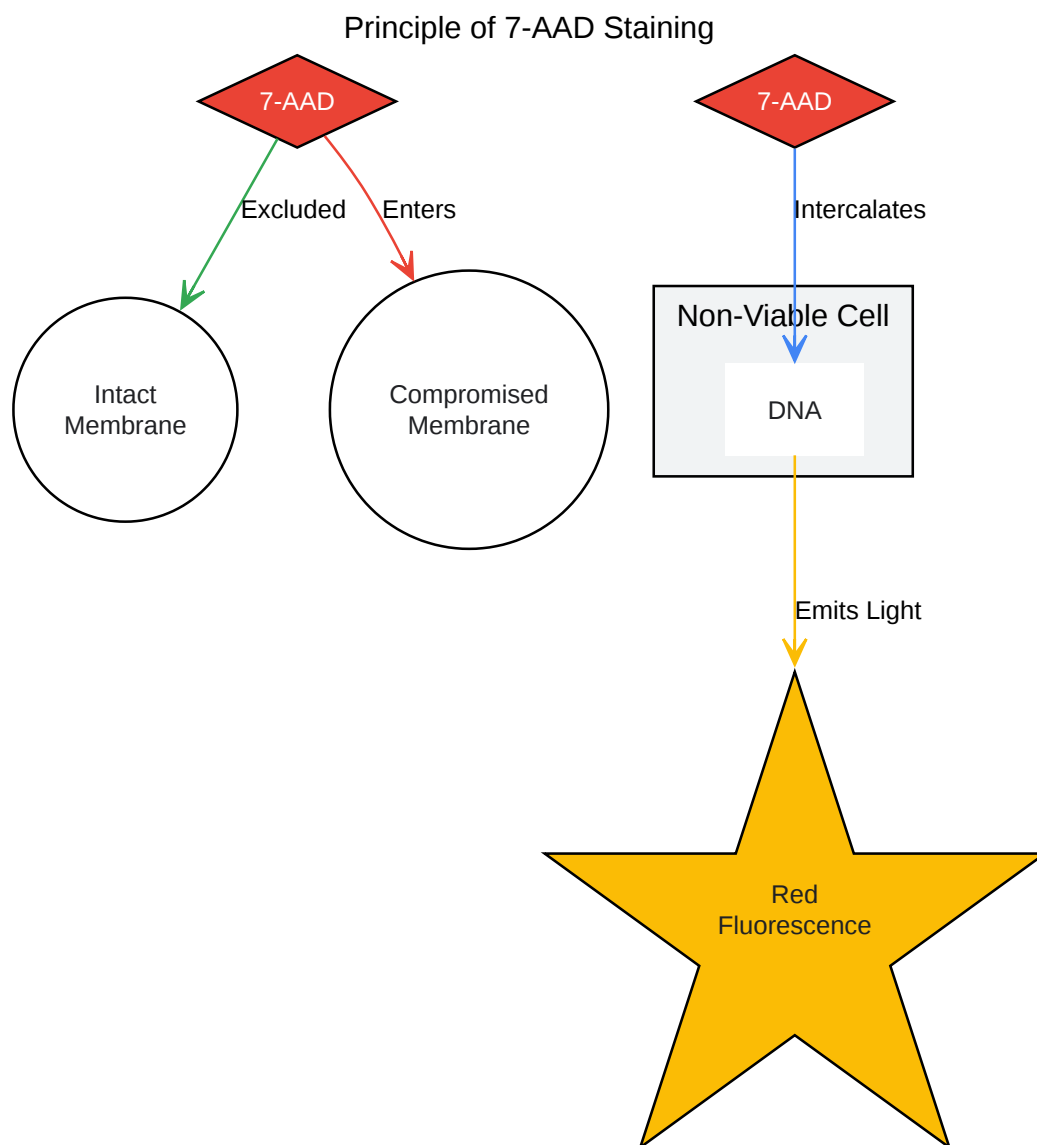 Principle of 7-AAD Staining
7-AAD
7-AAD
Excluded
Enters
Intercalates
Non-Viable Cell
Intact
Membrane
Compromised
Membrane
DNA
Emits Light
Red
Fluorescence